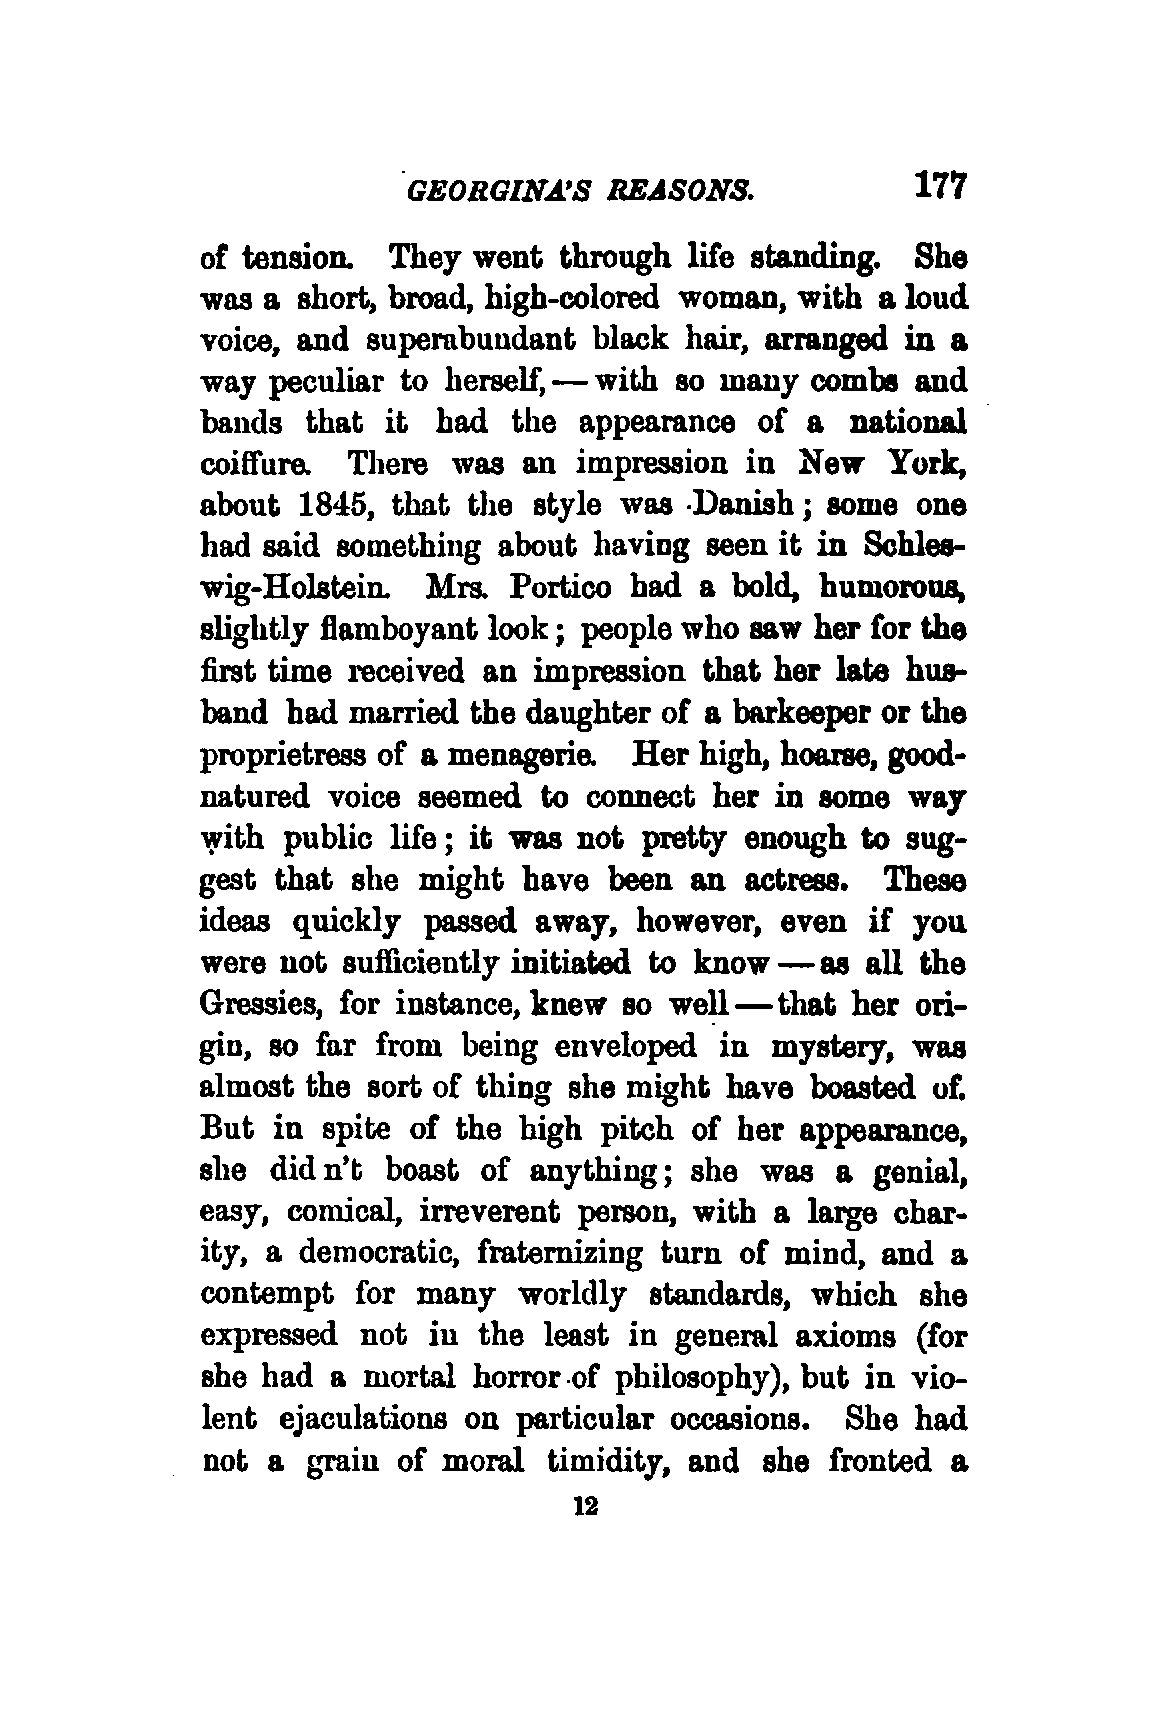 GEORGINA'S REASONS. 177
of tension. They went through life standing. She
was a short, broad, high-colored woman, with a loud
voice, and superabundant black hair, arranged in a
way peculiar to herself, — with so many combs and
bands that it had the appearance of a national
coiffure. There was an impression in New York,
about 1845, that the style was Danish; some one
had said something about having seen it in Schles-
wig-Holstein. Mrs. Portico had a bold, humorous,
slightly flamboyant look; people who saw her for the
first time received an impression that her late hus-
band had married the daughter of a barkeeper or the
proprietress of a menagerie. Her high, hoarse, good-
natured voice seemed to connect her in some way
with public life; it was not pretty enough to sug-
gest that she might have been an actress. These
ideas quickly passed away, however, even if you
were not sufficiently initiated to know — as all the
Gressies, for instance, knew so well — that her ori-
gin, so far from being enveloped in mystery, was
almost the sort of thing she might have boasted of.
But in spite of the high pitch of her appearance,
she did n't boast of anything; she was a genial,
easy, comical, irreverent person, with a large char-
ity, a democratic, fraternizing turn of mind, and a
contempt for many worldly standards, which she
expressed not in the least in general axioms (for
she had a mortal horror of philosophy), but in vio-
lent ejaculations on particular occasions. She had
not a grain of moral timidity, and she fronted a
12